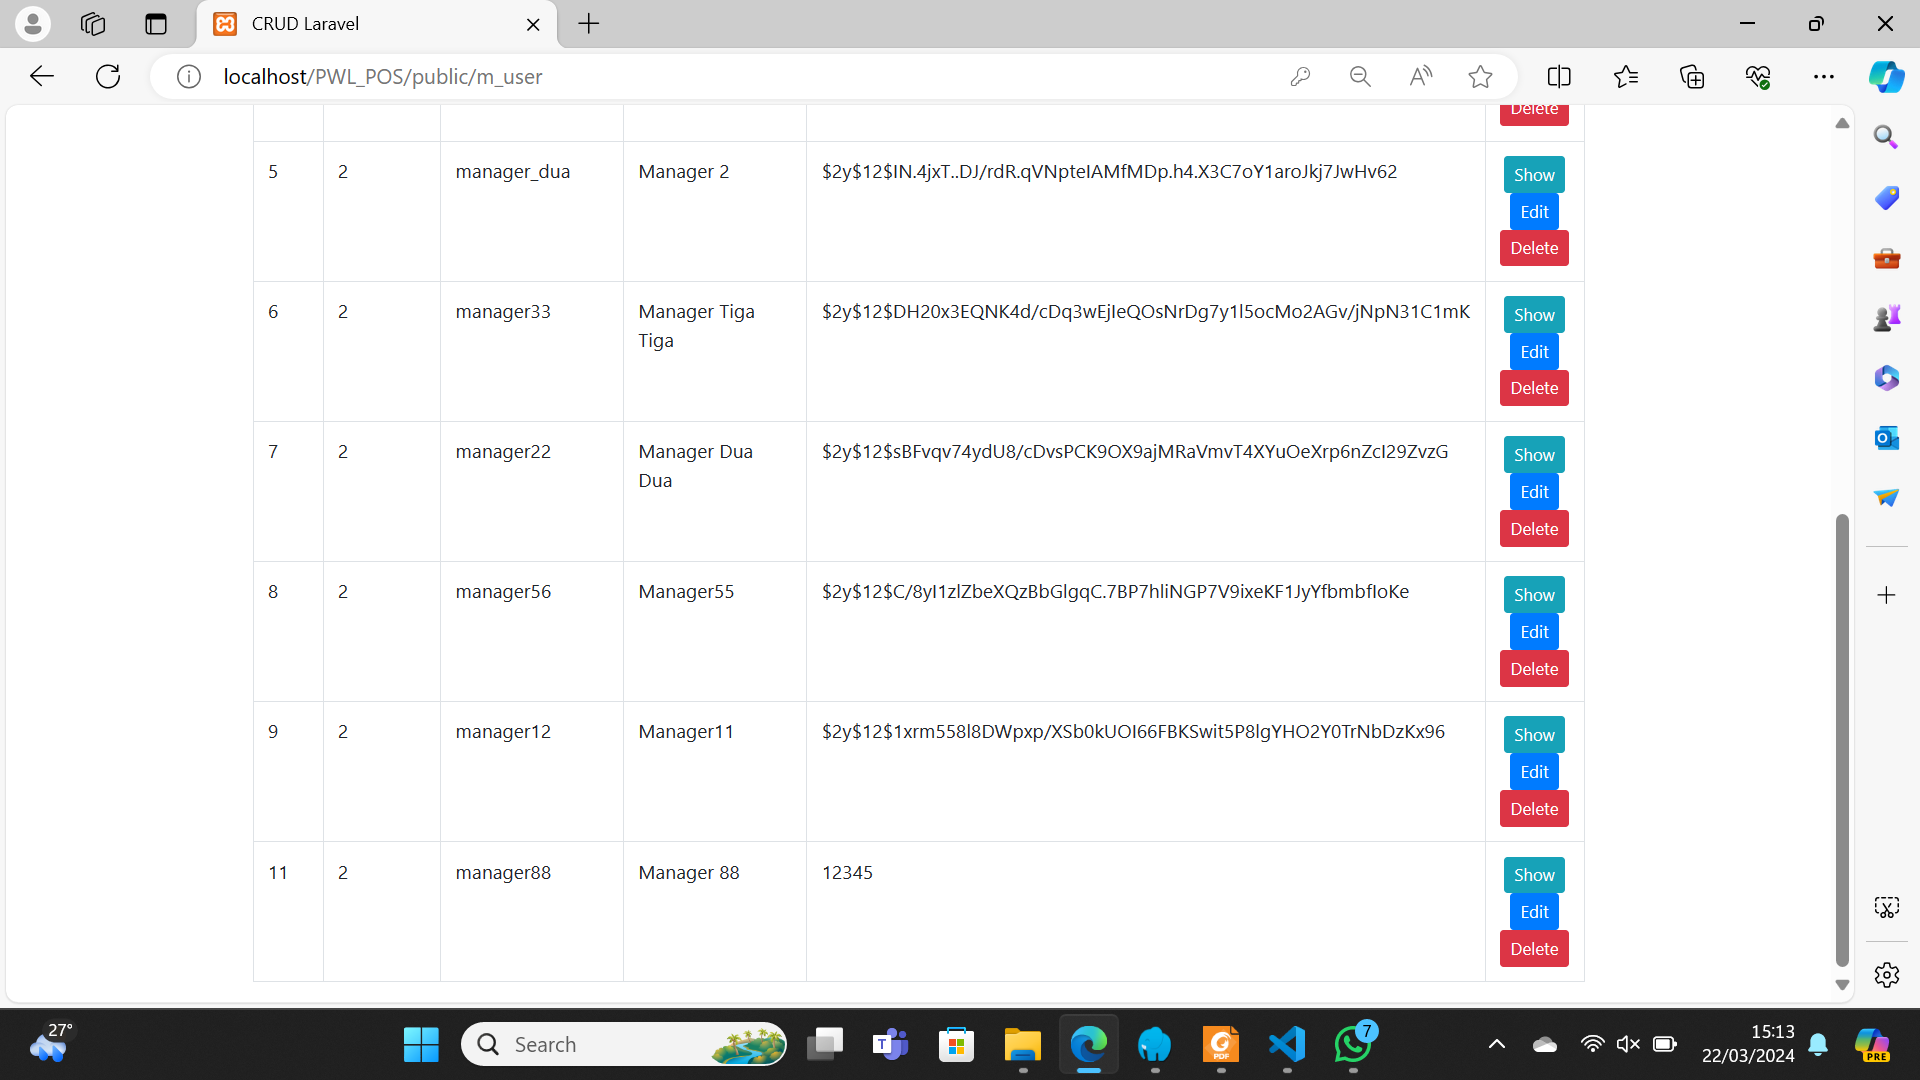 CRUD Laravel
localhost/PWL_POS/public/m_user
Delete
5 2 manager_dua Manager 2 $2y$12$IN.4jxT..DJ/rdR.qVNpteIAMfMDp.h4.X3C7oY1aroJkj7JwHv62 Show
Edit
Delete
6 2 manager33 Manager Tiga $2y$12$DH20x3EQNK4d/cDq3wEjIeQOsNrDg7y1l5ocMo2AGv/jNpN31C1mK Show
Tiga
Edit
Delete
7 2 manager22 Manager Dua $2y$12$sBFvqv74ydU8/cDvsPCK9OX9ajMRaVmvT4XYuOeXrp6nZcI29ZvzG Show
Dua
Edit
Delete
8 2 manager56 Manager55 $2y$12$C/8yI1zlZbeXQzBbGlgqC.7BP7hliNGP7V9ixeKF1JyYfbmbfIoKe Show
Edit
Delete
9 2 manager12 Manager11 $2y$12$1xrm558l8DWpxp/XSb0kUOI66FBKSwit5P8lgYHO2Y0TrNbDzKx96 Show
Edit
Delete
11 2 manager88 Manager 88 12345 Show
Edit
Delete
27°
Search
7
15:13
22/03/2024
PRE
PDF